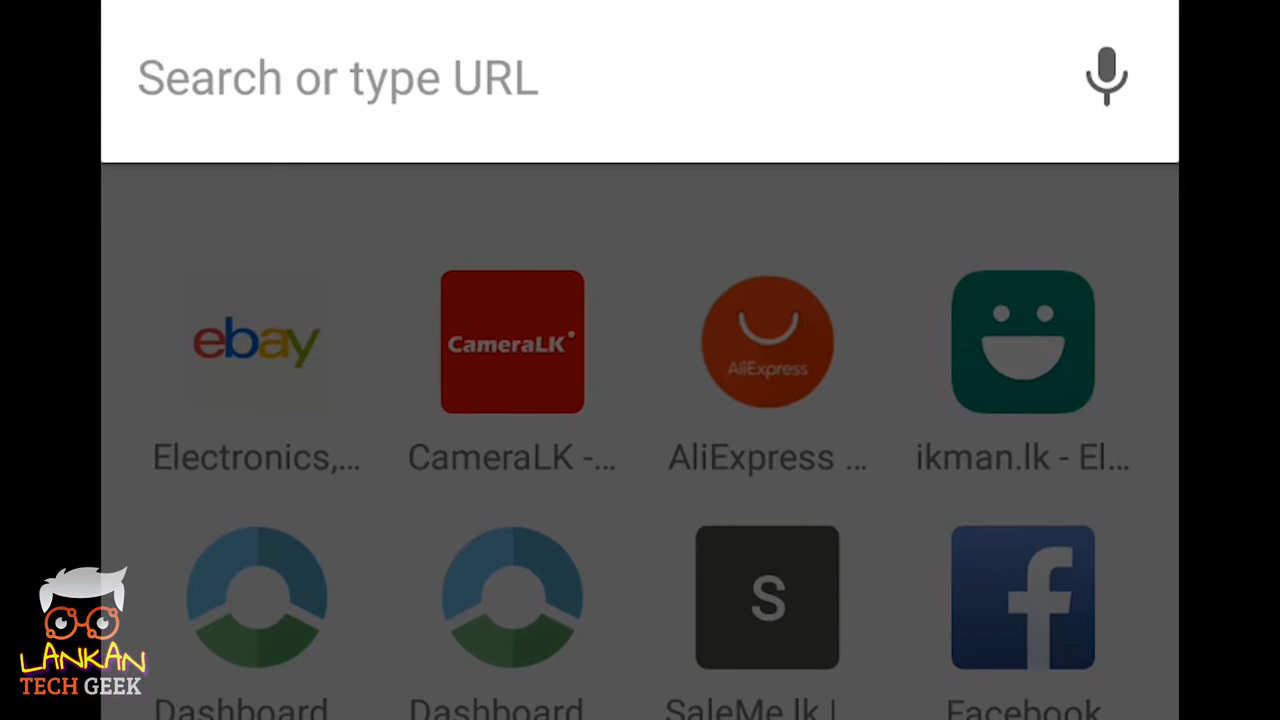 Search or type URL
ebay
CameraLK
AliExpress
Electronics,...
CameraLK -...
AliExpress ...
ikman.lk - El...
S
f
LANKAN
TECH GEEK
Dashboard
Dashboard
SaleMe.lk |
Facebook